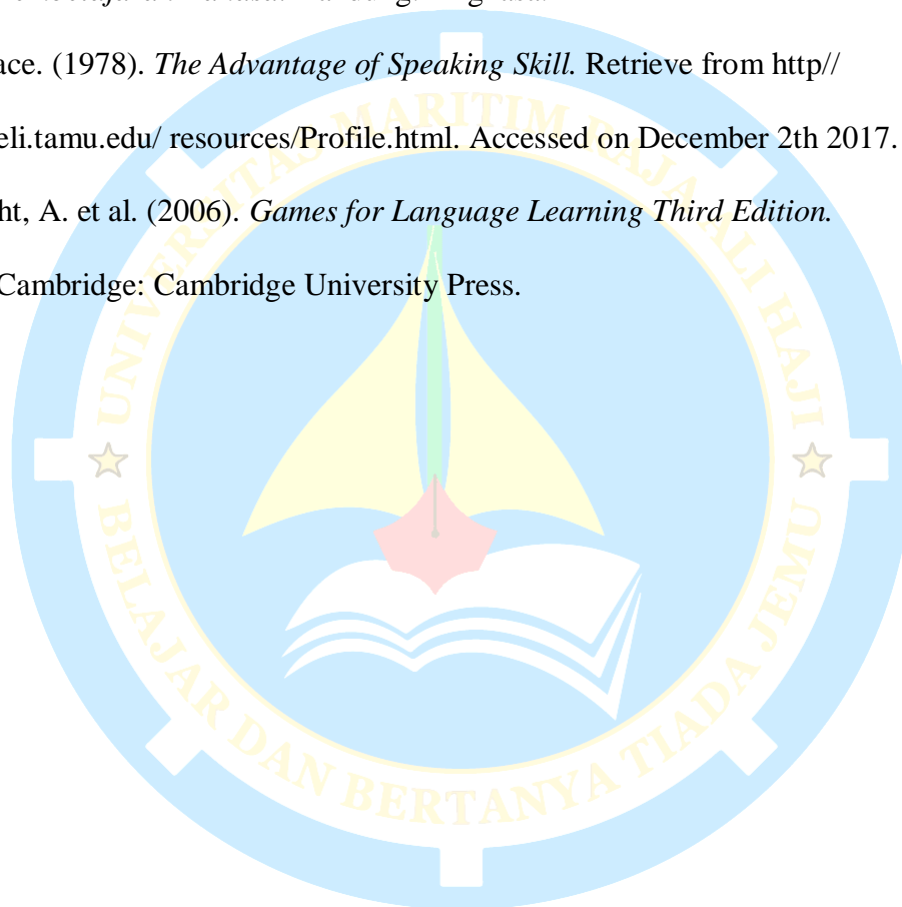 ace. (1978). The Advantage of Speaking Skill. Retrieve from http//
eli.tamu.edu/ resources/Profile.html. Accessed on December 2th 2017.
ht, A. et al. (2006). Games for Language Learning Third Edition.
Cambridge: Cambridge University Press.
UNIVERSITAS MARITIM RAJA ALI HAJI
BELAJAR DAN BERTANYA TIADA JEMU